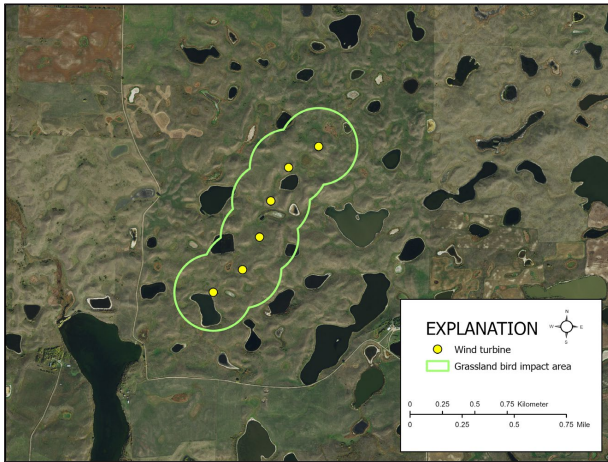 EXPLANATION
N
W E
S
Wind turbine
Grassland bird impact area
0 0.25 0.5 0.75 Kilometer
0 0.25 0.5 0.75 Mile